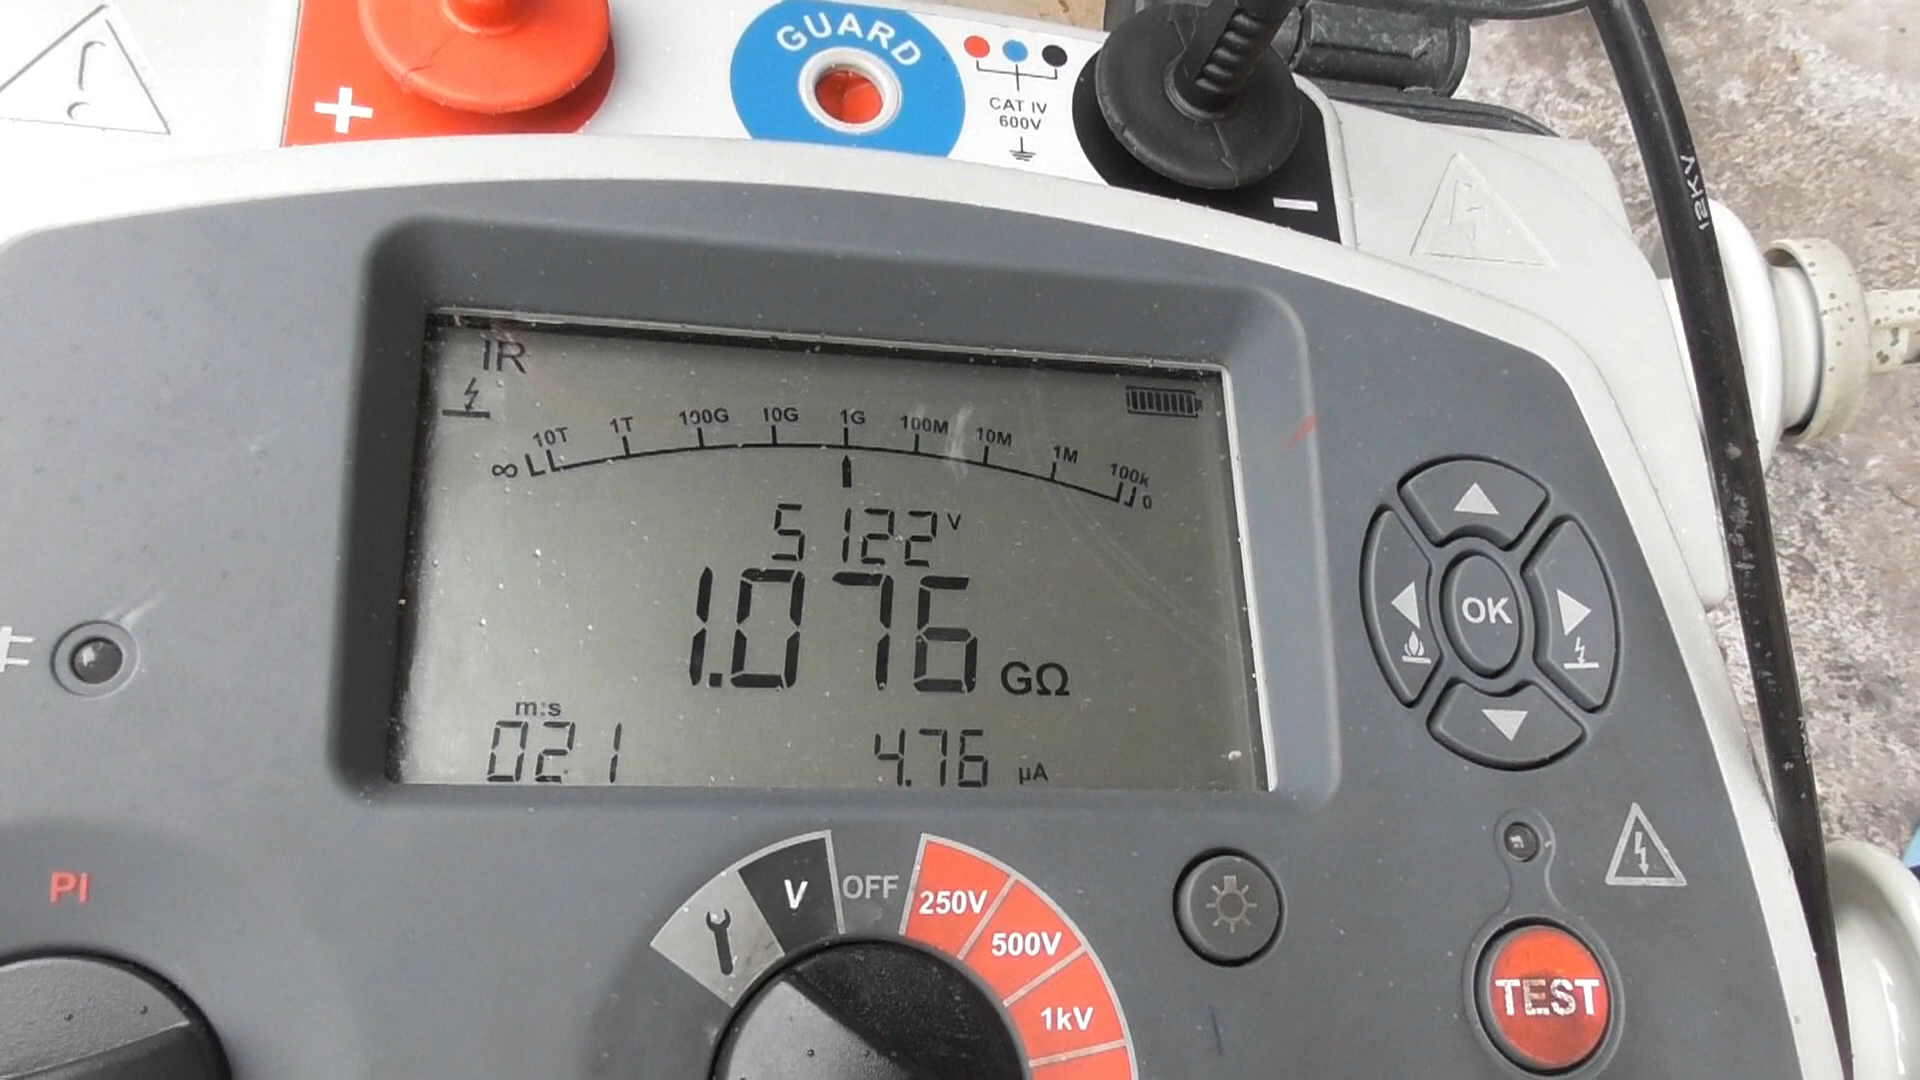 +
GUARD
CAT IV
600V
-
12KV
IR
10T 1T 100G 10G 1G 100M 10M 1M 100k
∞ 0
5122 V
1.076 GΩ
m:s
021
4.76 µA
OK
PI
V
OFF
250V
500V
1kV
TEST